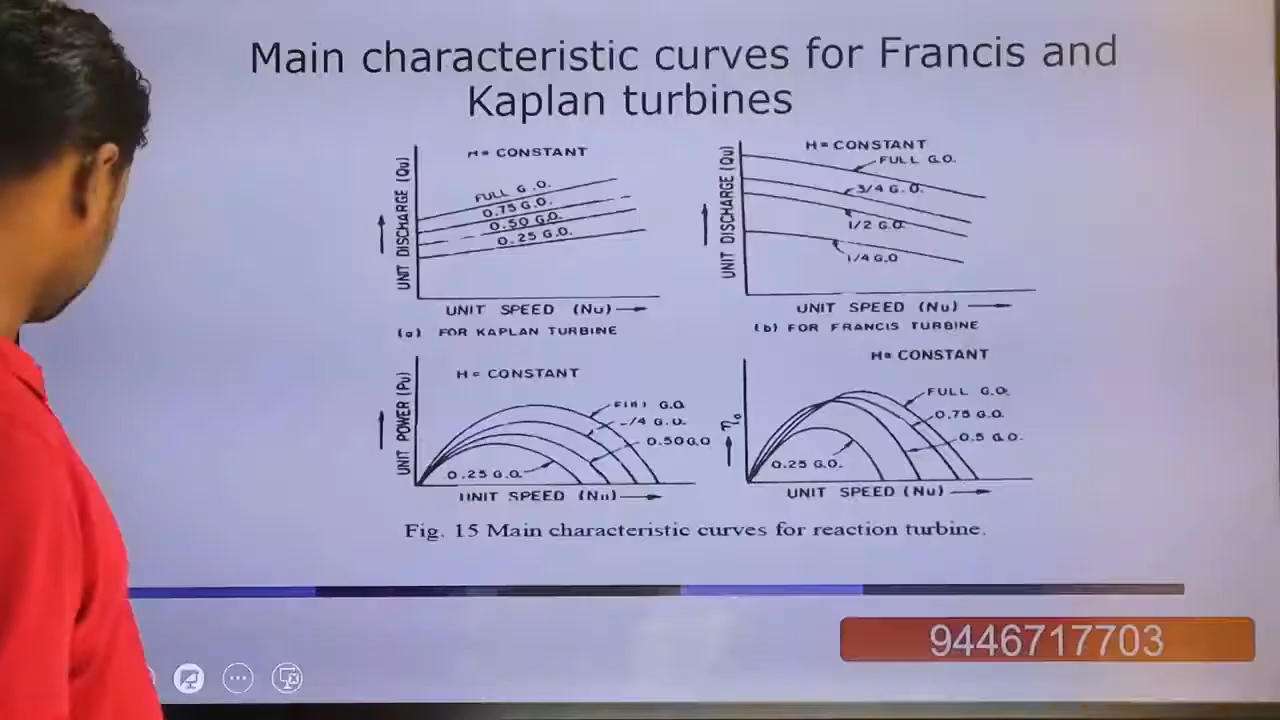 Main characteristic curves for Francis and
Kaplan turbines
H = CONSTANT
UNIT DISCHARGE (Qu)
FULL G.O.
0.75 G.O.
0.50 G.O.
0.25 G.O.
UNIT SPEED (Nu)
(a) FOR KAPLAN TURBINE
H = CONSTANT
UNIT DISCHARGE (Qu)
FULL G.O.
3/4 G.O.
1/2 G.O.
1/4 G.O
UNIT SPEED (Nu)
(b) FOR FRANCIS TURBINE
H = CONSTANT
UNIT POWER (Pu)
G.O
/4 G.O.
0.50 G.O
0.25 G.O.
UNIT SPEED (Nu)
H = CONSTANT
ηo
FULL G.O.
0.75 G.O.
0.5 G.O.
0.25 G.O.
UNIT SPEED (Nu)
Fig. 15 Main characteristic curves for reaction turbine.
9446717703